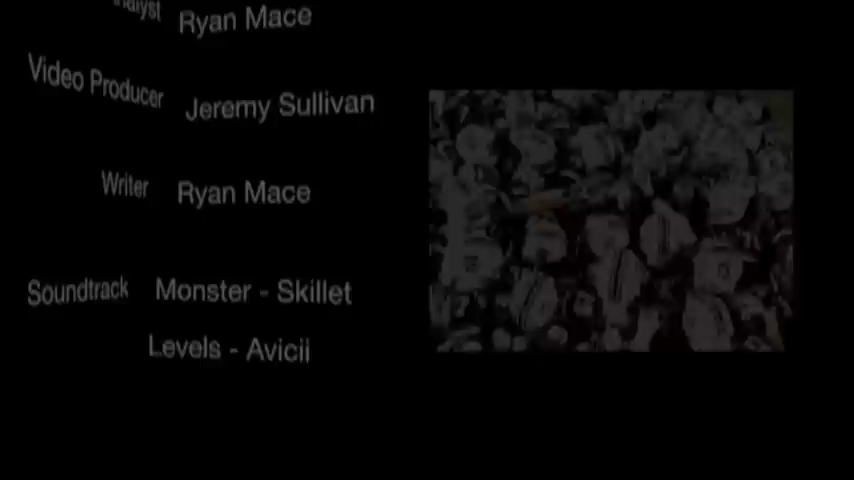 Ryan Mace
Video Producer Jeremy Sullivan
Writer Ryan Mace
Soundtrack Monster - Skillet
Levels - Avicii